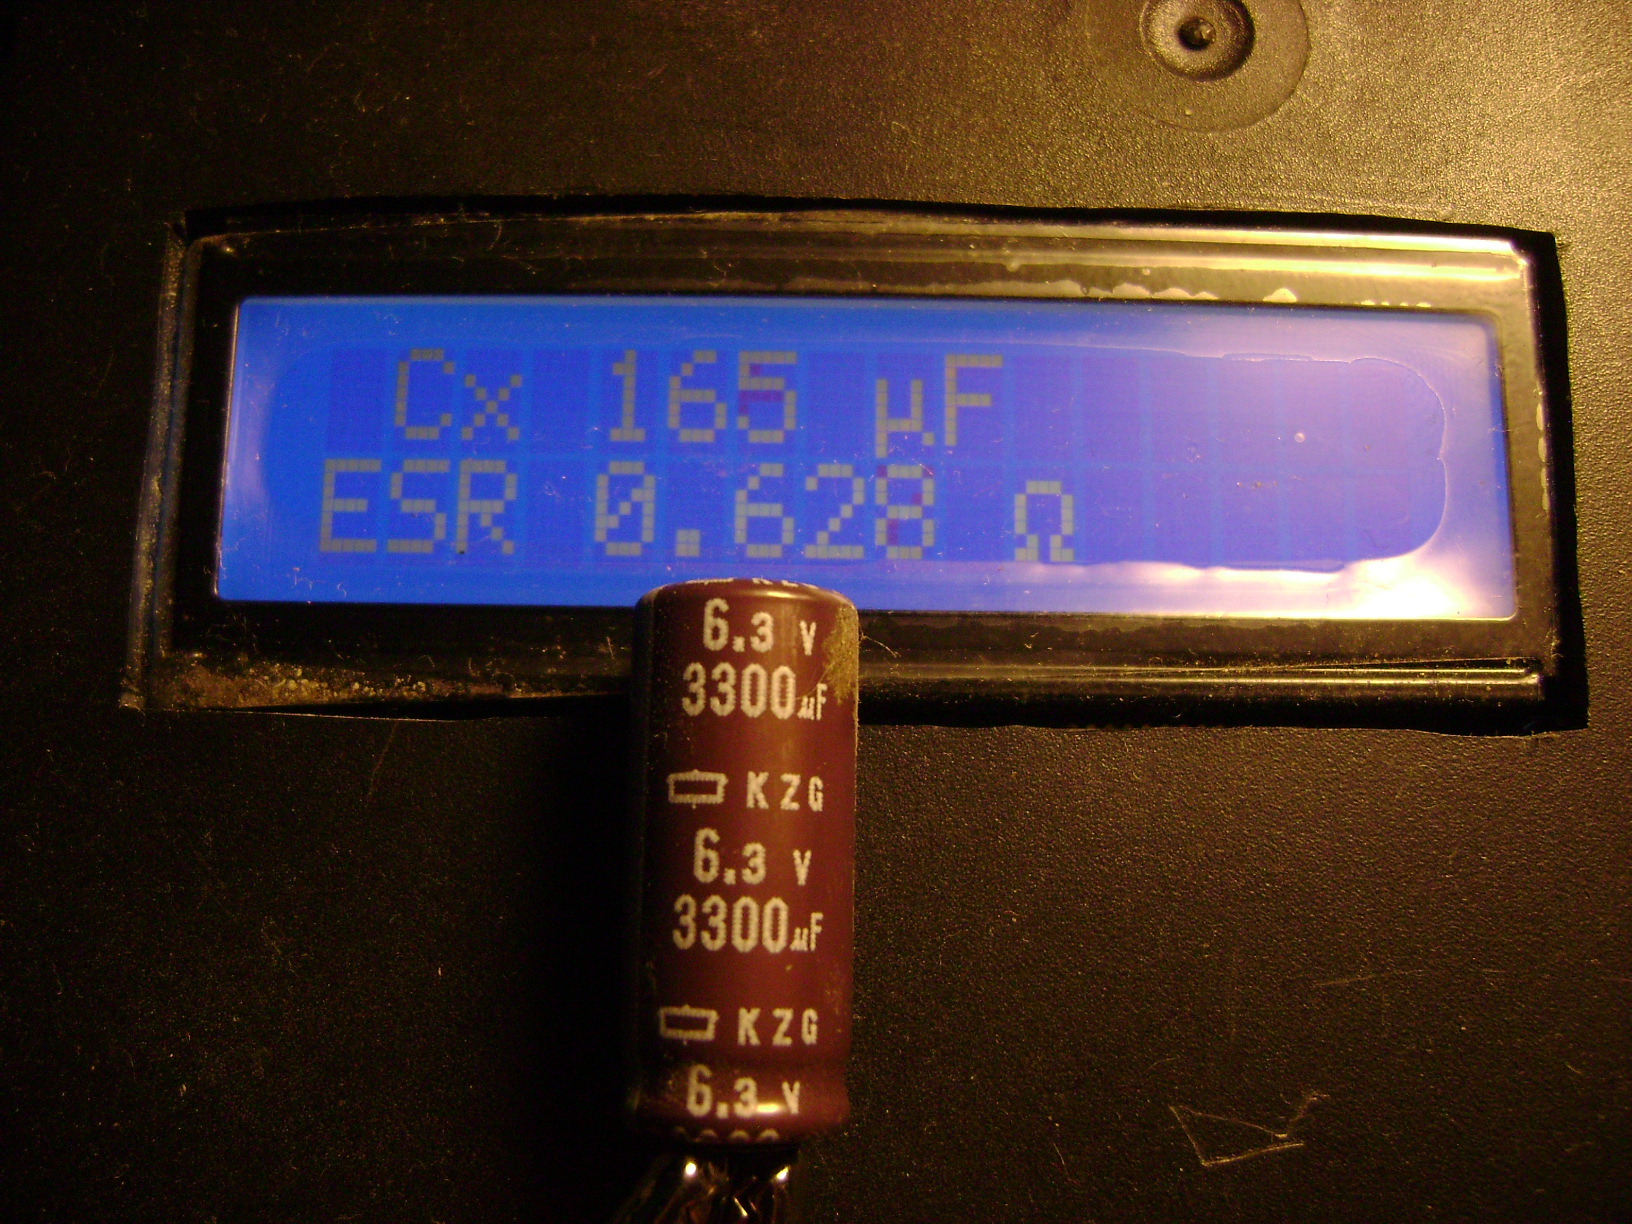 Cx 165 µF
ESR 0.628 Ω
6.3 V
3300µF
KZG
6.3 V
3300µF
KZG
6.3 V